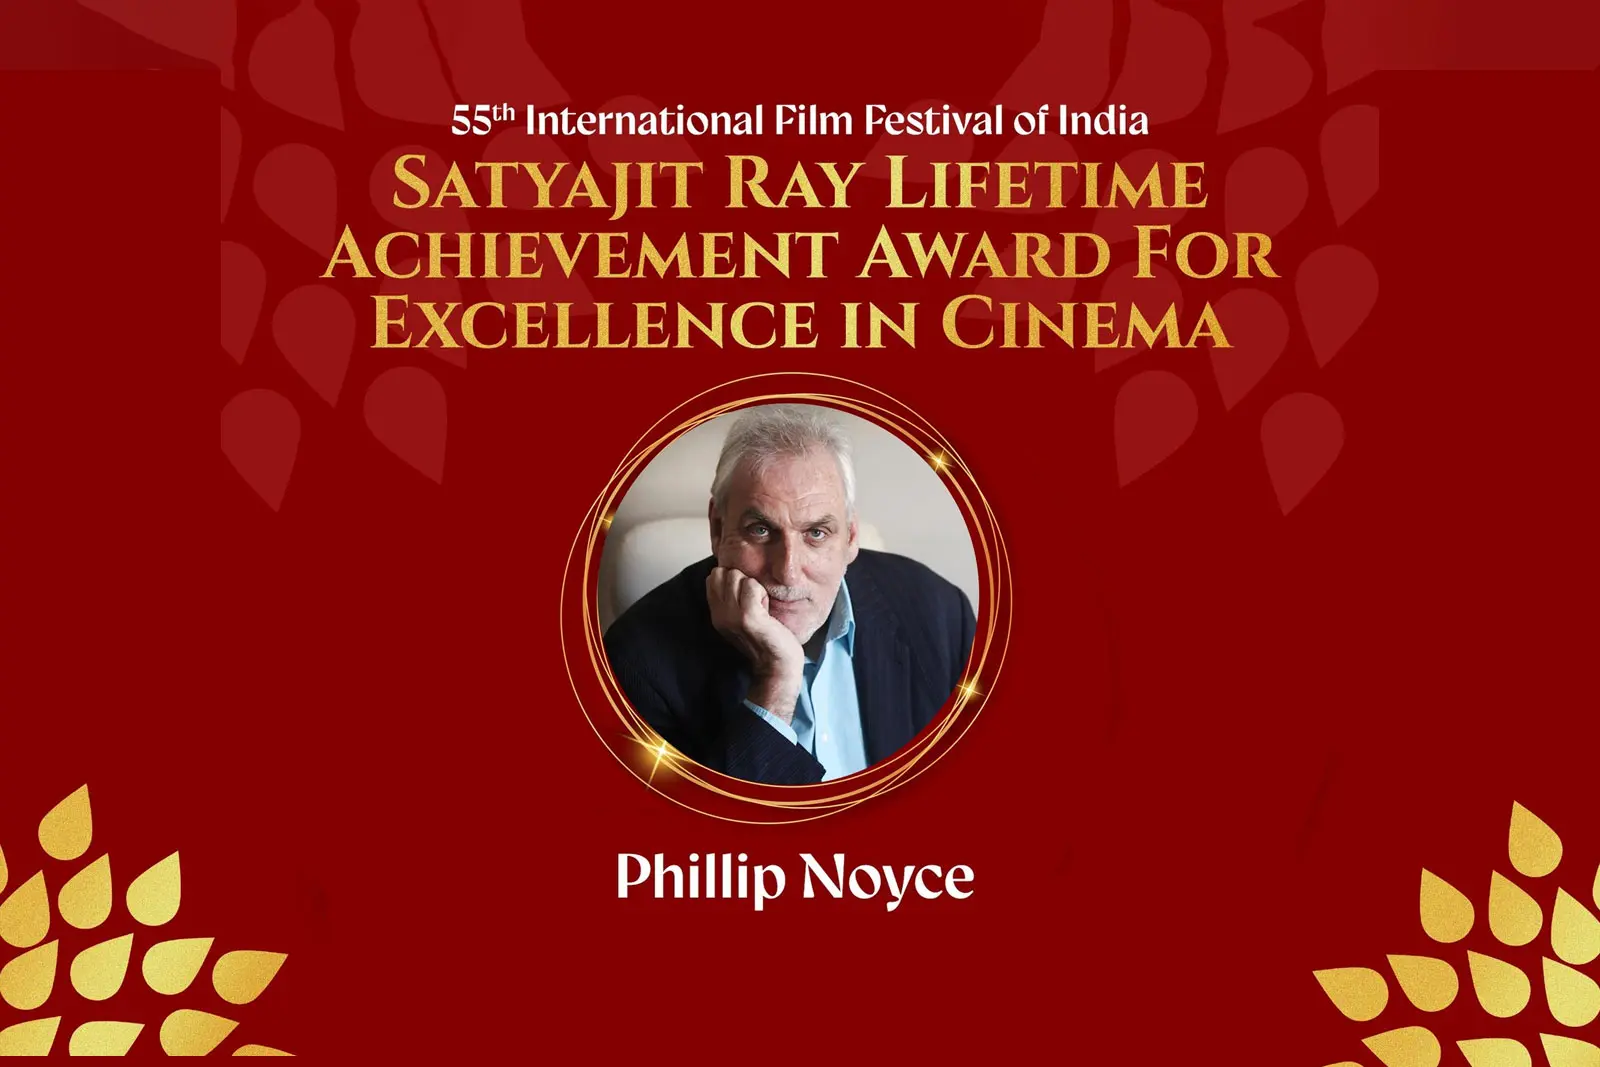 55th International Film Festival of India
SATYAJIT RAY LIFETIME
ACHIEVEMENT AWARD FOR
EXCELLENCE IN CINEMA
Phillip Noyce